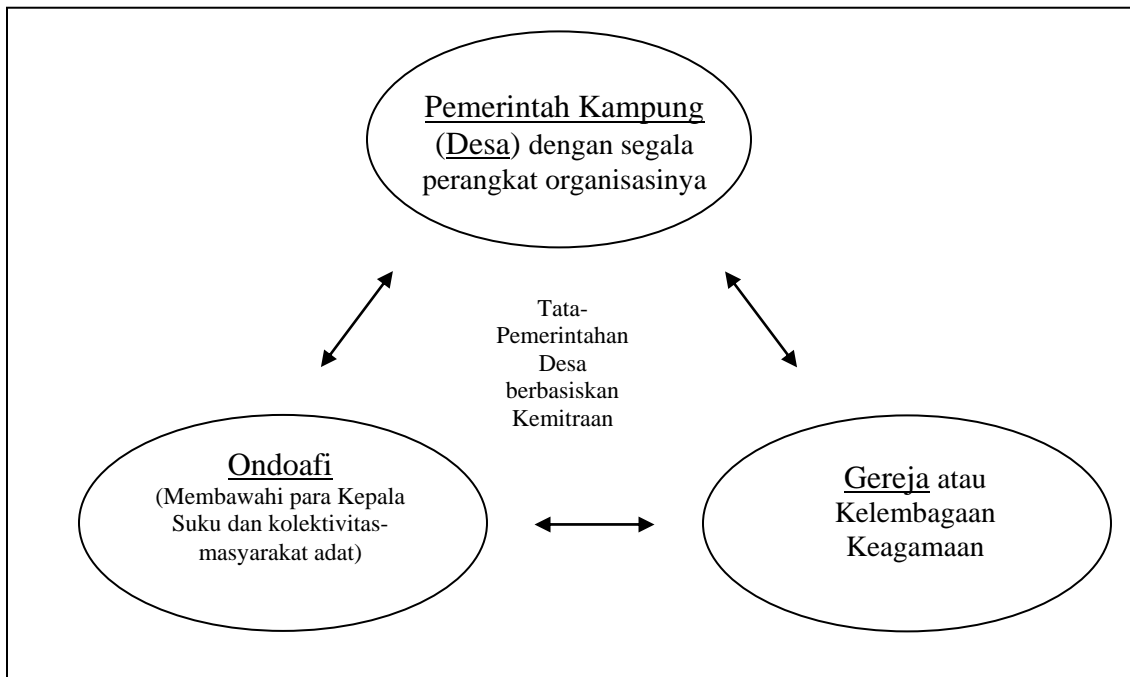 Pemerintah Kampung
(Desa) dengan segala
perangkat organisasinya
Tata-
Pemerintahan
Desa
berbasiskan
Kemitraan
Ondoafi
(Membawahi para Kepala
Suku dan kolektivitas-
masyarakat adat)
Gereja atau
Kelembagaan
Keagamaan